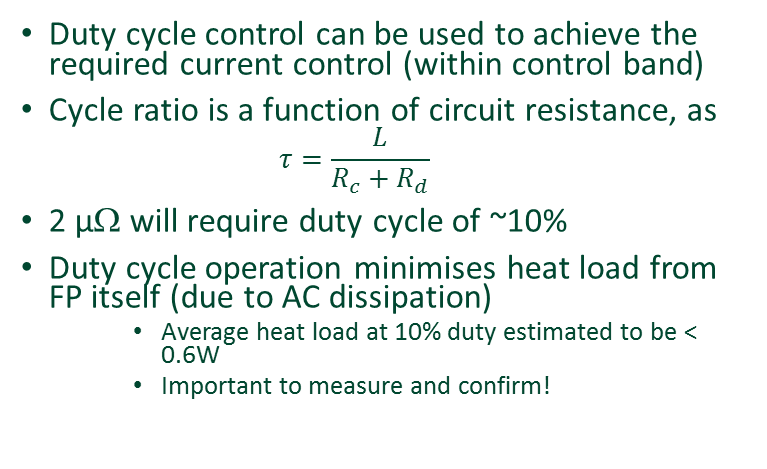 • Duty cycle control can be used to achieve the
required current control (within control band)
• Cycle ratio is a function of circuit resistance, as
τ = L / (R_c + R_d)
• 2 μΩ will require duty cycle of ~10%
• Duty cycle operation minimises heat load from
FP itself (due to AC dissipation)
• Average heat load at 10% duty estimated to be <
0.6W
• Important to measure and confirm!